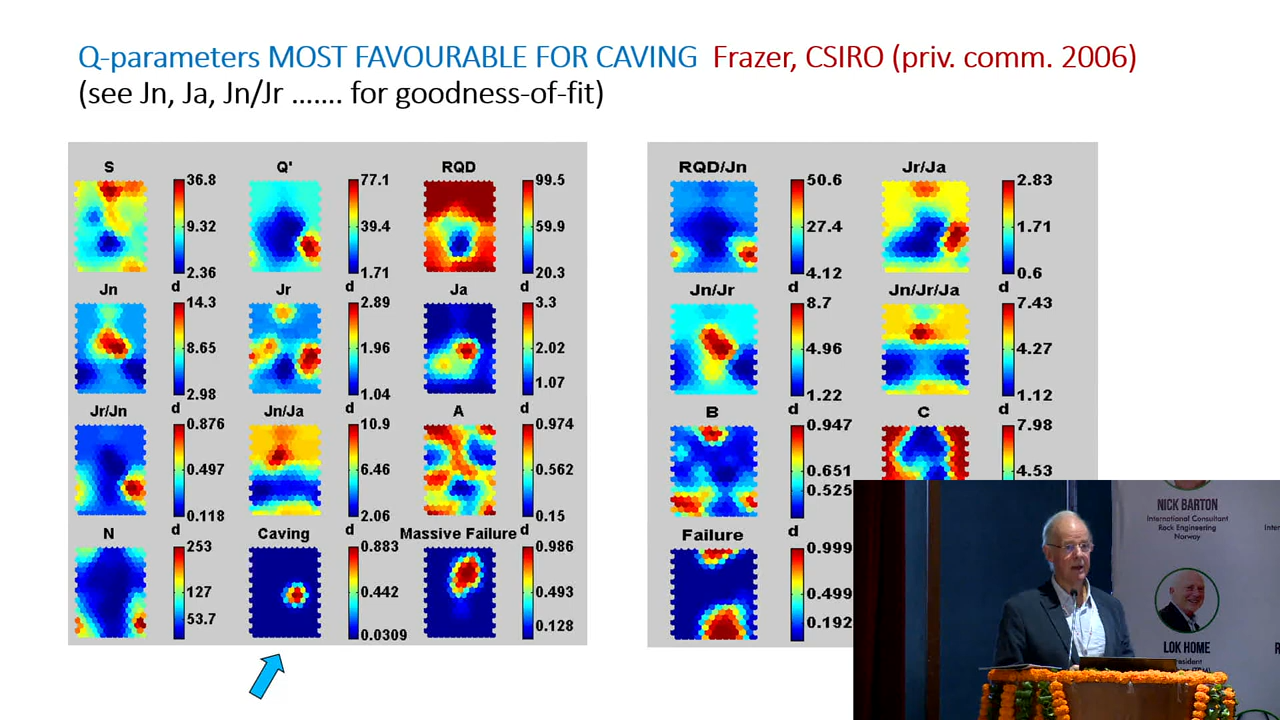 Q-parameters MOST FAVOURABLE FOR CAVING Frazer, CSIRO (priv. comm. 2006)
(see Jn, Ja, Jn/Jr ....... for goodness-of-fit)
S
36.8
9.32
2.36
d
Q'
77.1
39.4
1.71
d
RQD
99.5
59.9
20.3
d
Jn
14.3
8.65
2.98
d
Jr
2.89
1.96
1.04
d
Ja
3.3
2.02
1.07
d
Jr/Jn
0.876
0.497
0.118
d
Jn/Ja
10.9
6.46
2.06
d
A
0.974
0.562
0.15
d
N
253
127
53.7
Caving
0.883
0.442
0.0309
Massive Failure
0.986
0.493
0.128
RQD/Jn
50.6
27.4
4.12
d
Jr/Ja
2.83
1.71
0.6
d
Jn/Jr
8.7
4.96
1.22
d
Jn/Jr/Ja
7.43
4.27
1.12
d
B
0.947
0.651
0.525
d
C
7.98
4.53
Failure
0.999
0.499
0.192
NICK BARTON
International Consultant
Rock Engineering
Norway
LOK HOME